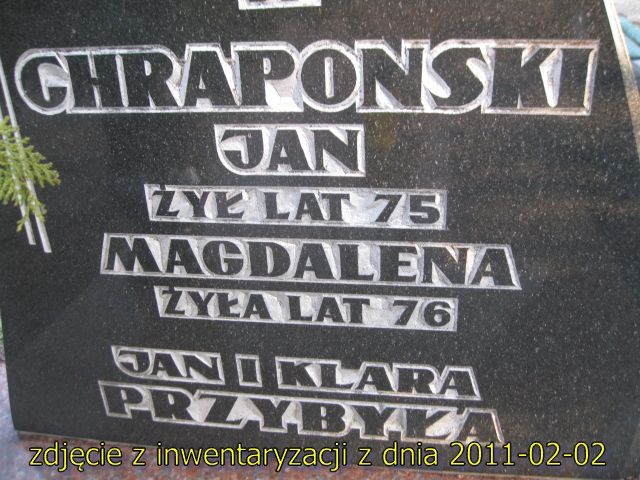 CHRAPONSKI
JAN
ŻYŁ LAT 75
MAGDALENA
ŻYŁA LAT 76
JAN I KLARA
PRZYBYŁA
zdjęcie z inwentaryzacji z dnia 2011-02-02